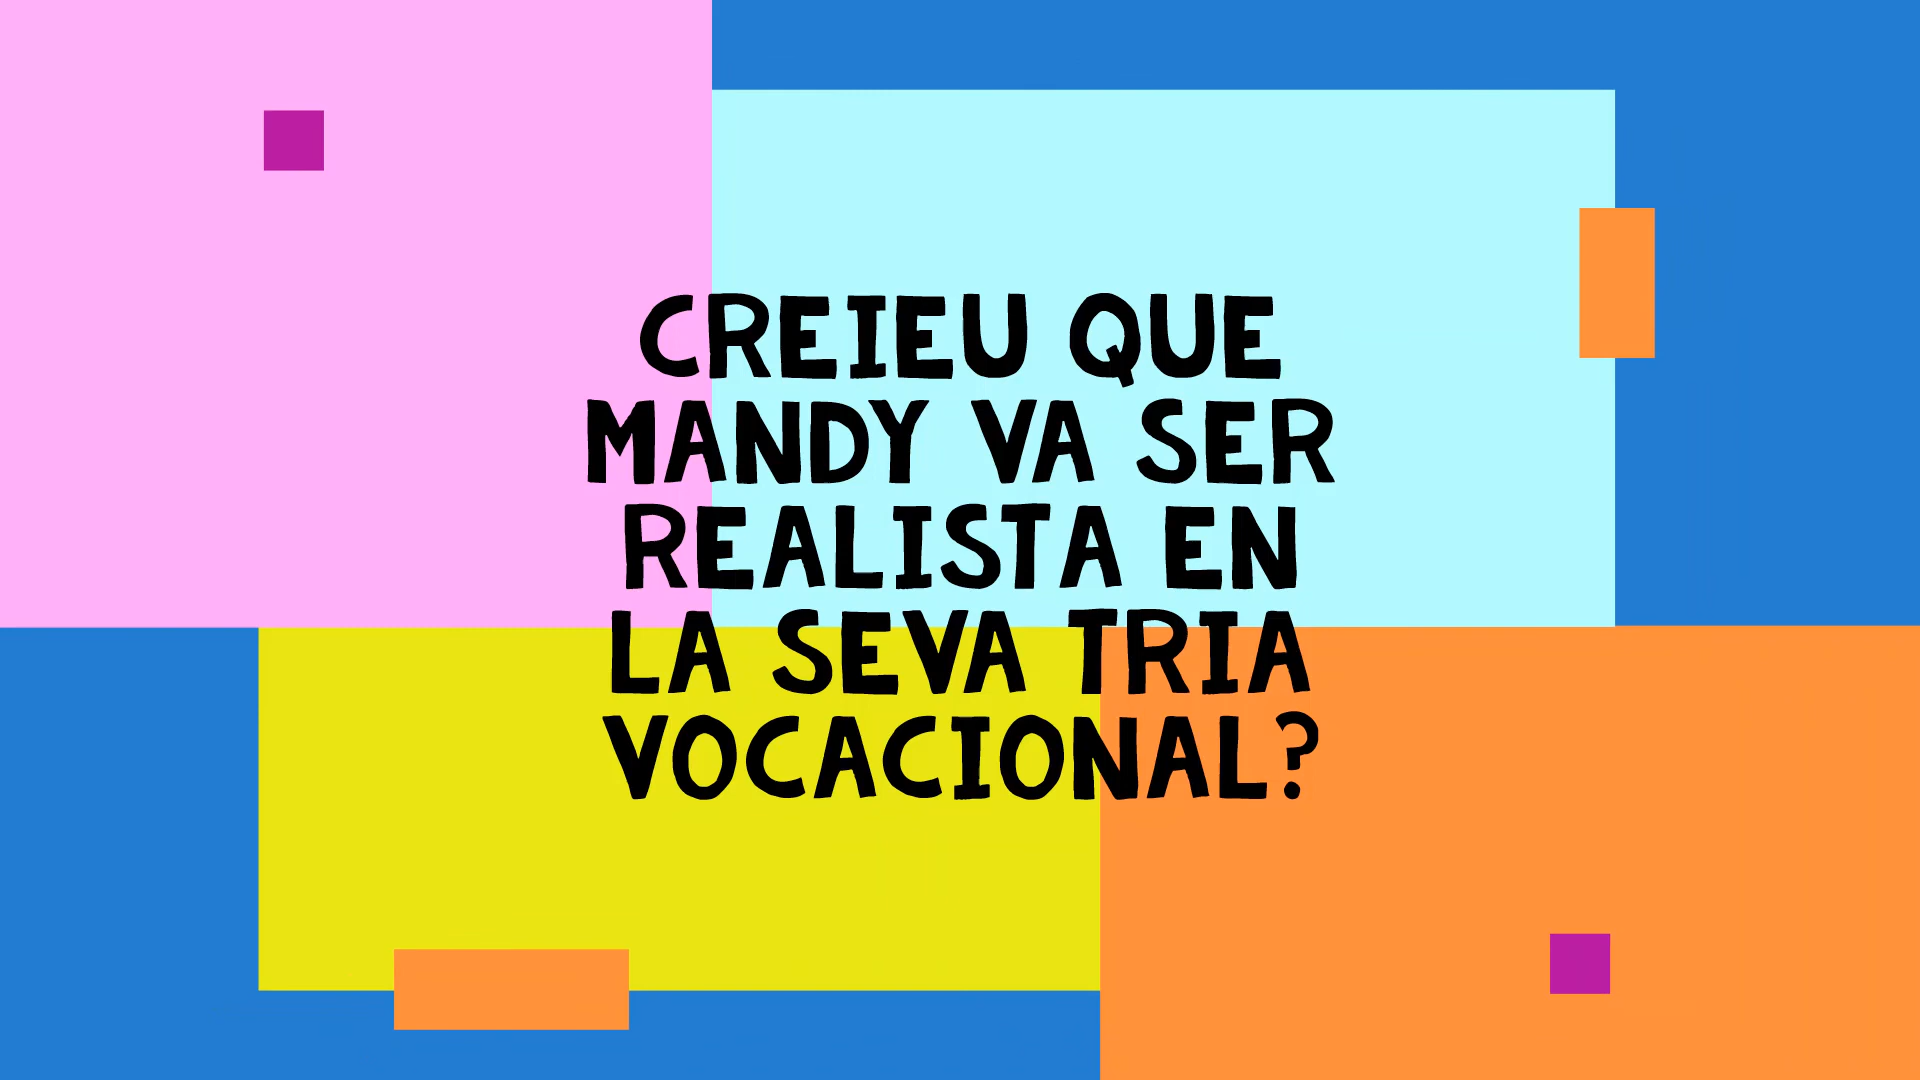 CREIEU QUE
MANDY VA SER
REALISTA EN
LA SEVA TRIA
VOCACIONAL?